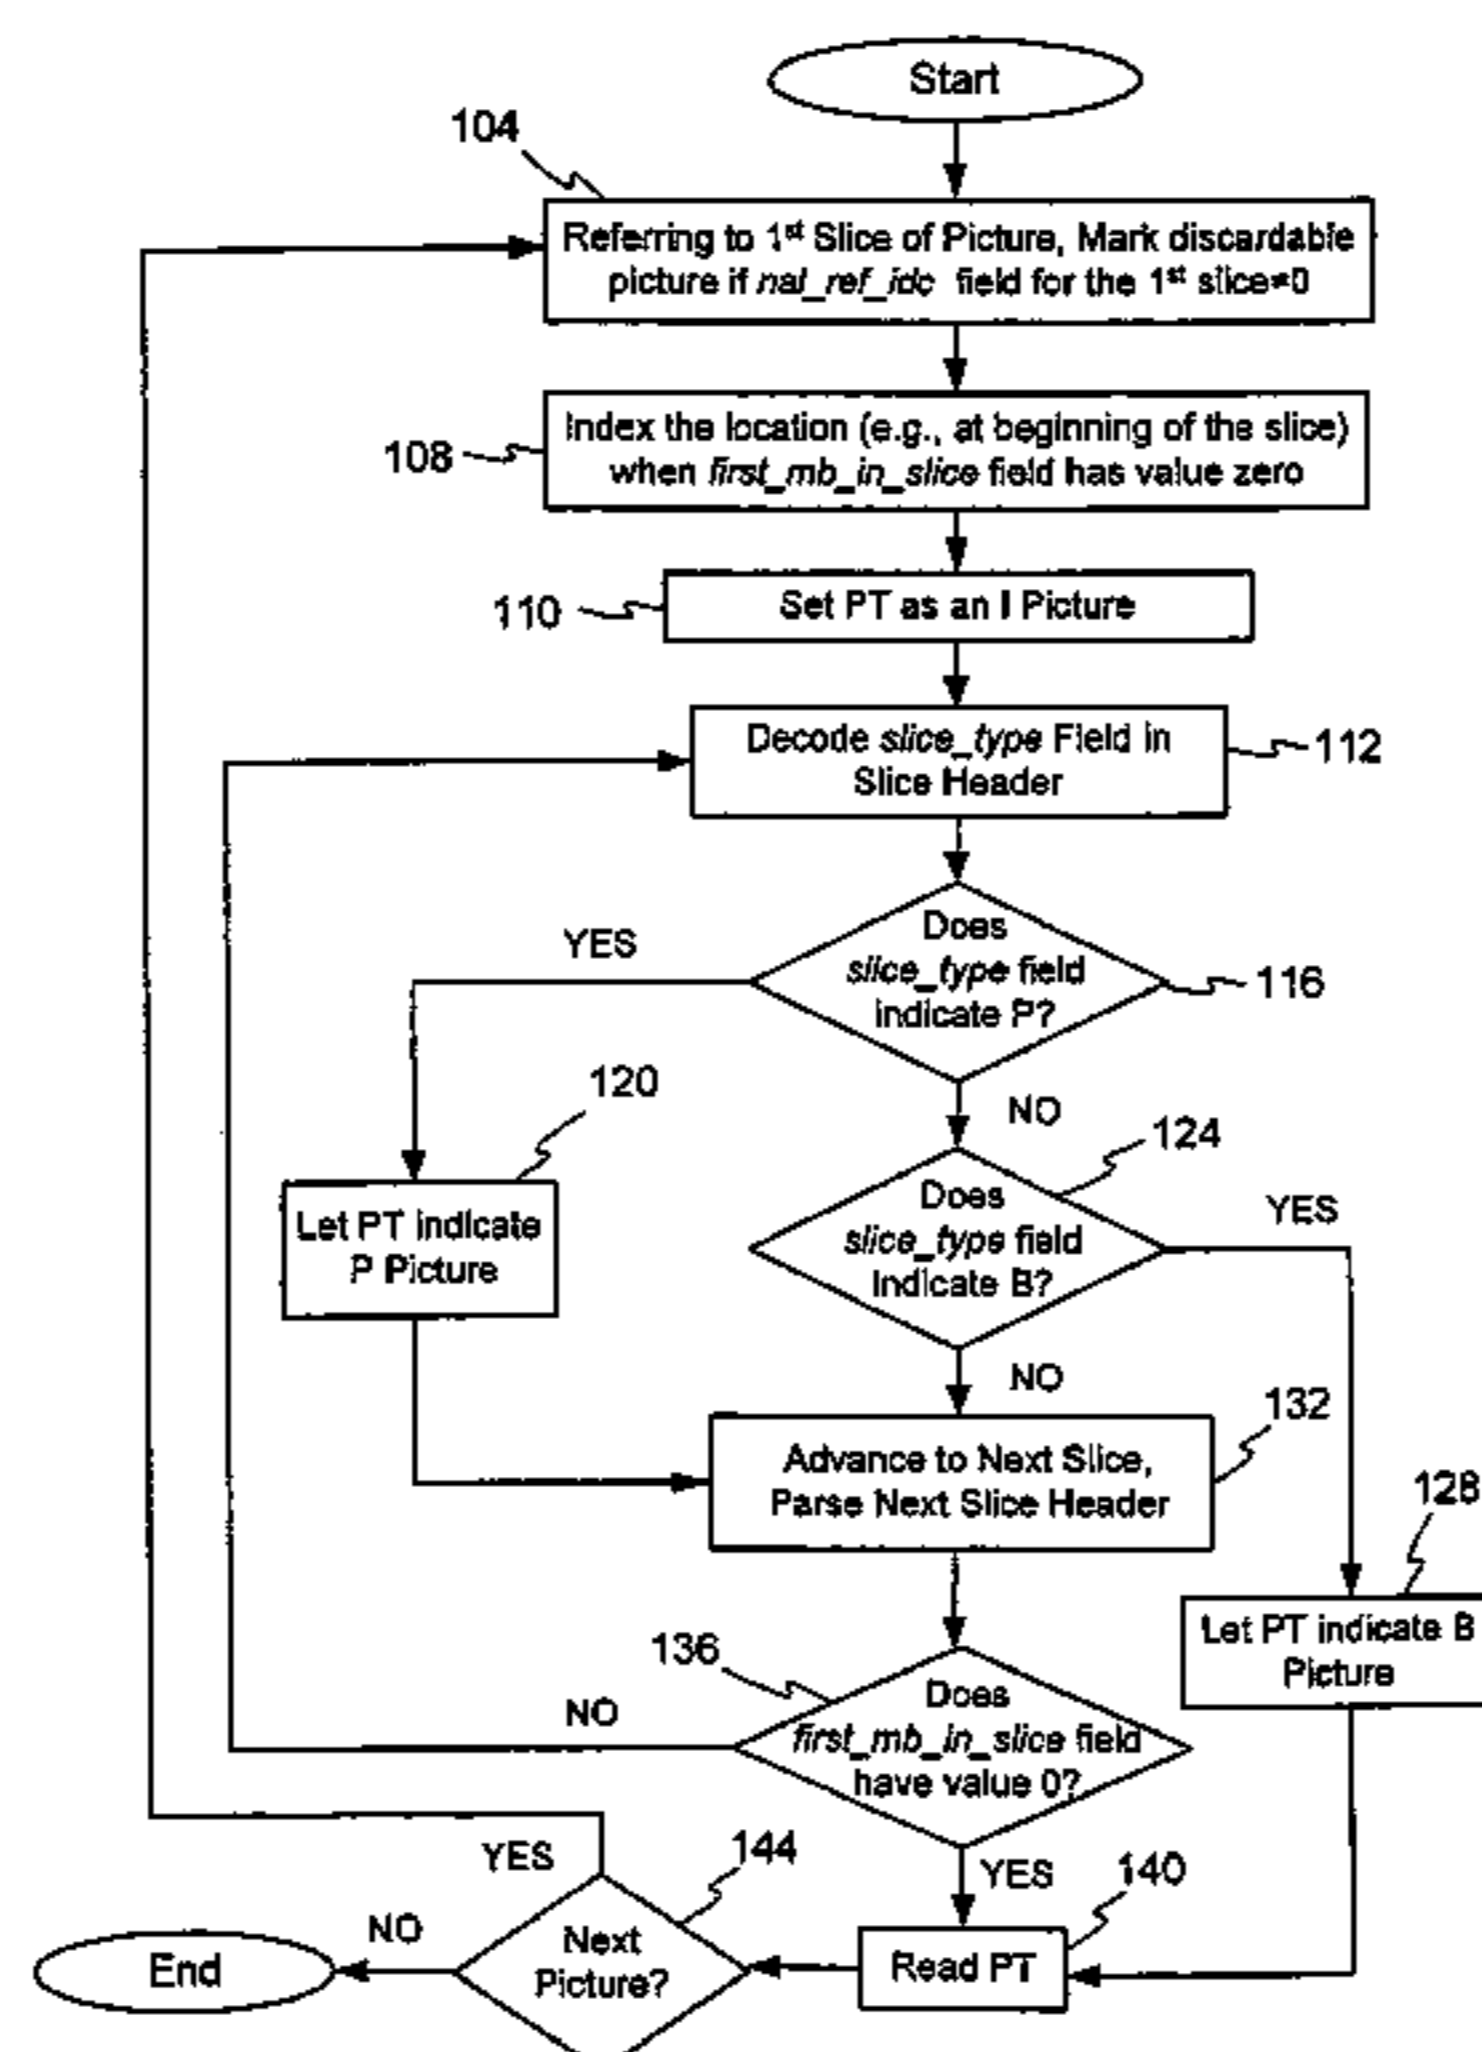 Start
104
Referring to 1st Slice of Picture, Mark discardable
picture if nal_ref_idc field for the 1st slice≠0
Index the location (e.g., at beginning of the slice)
when first_mb_in_slice field has value zero
108
110
Set PT as an I Picture
Decode slice_type Field in
Slice Header
112
Does
slice_type field
indicate P?
YES
116
120
NO
124
Let PT indicate
P Picture
Does
slice_type field
indicate B?
YES
NO
132
Advance to Next Slice,
Parse Next Slice Header
128
Let PT indicate B
Picture
136
NO
Does
first_mb_in_slice field
have value 0?
YES
144
YES
140
NO
End
Next
Picture?
Read PT